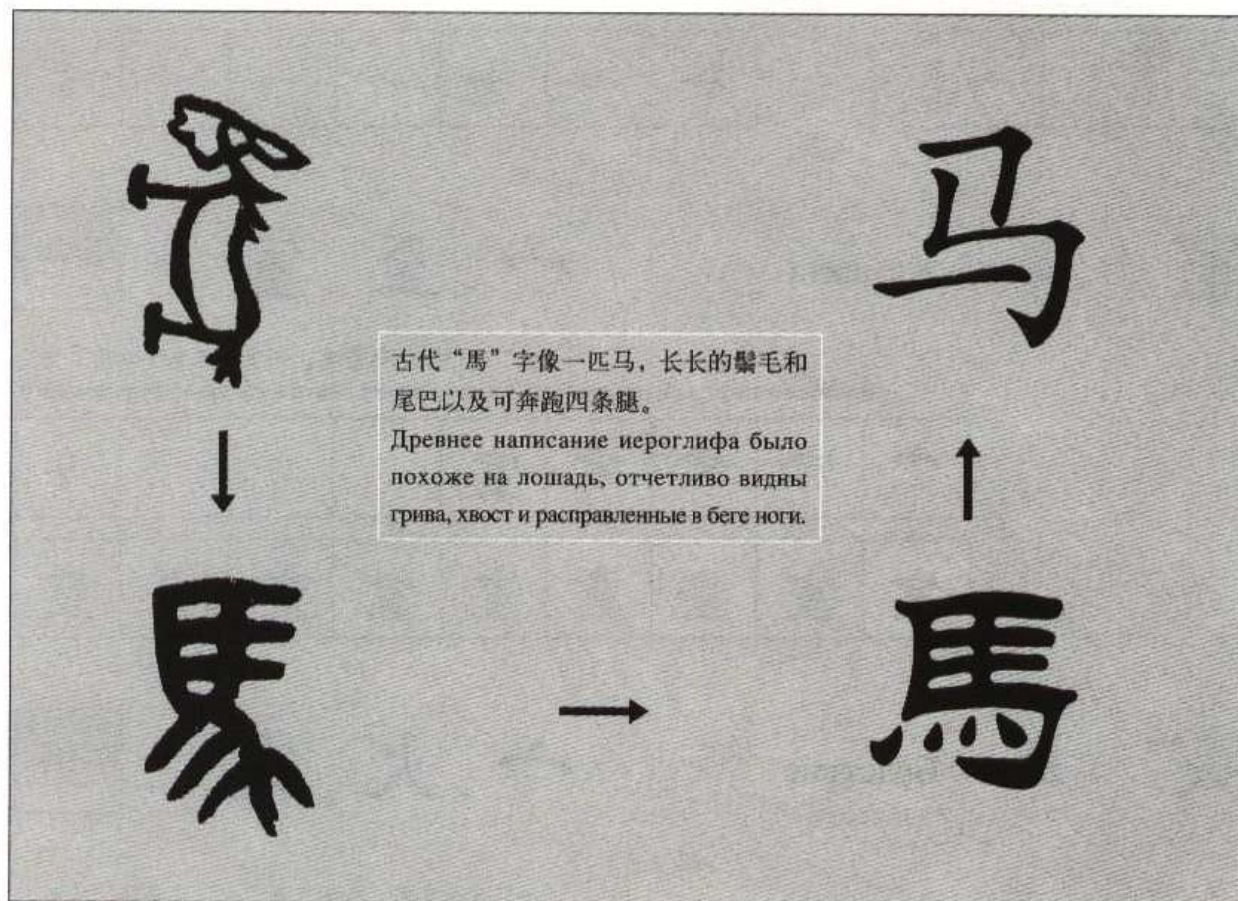 马
古代“馬”字像一匹马，长长的鬃毛和
尾巴以及可奔跑四条腿。
Древнее написание иероглифа было
похоже на лошадь, отчетливо видны
грива, хвост и расправленные в беге ноги.
馬 馬